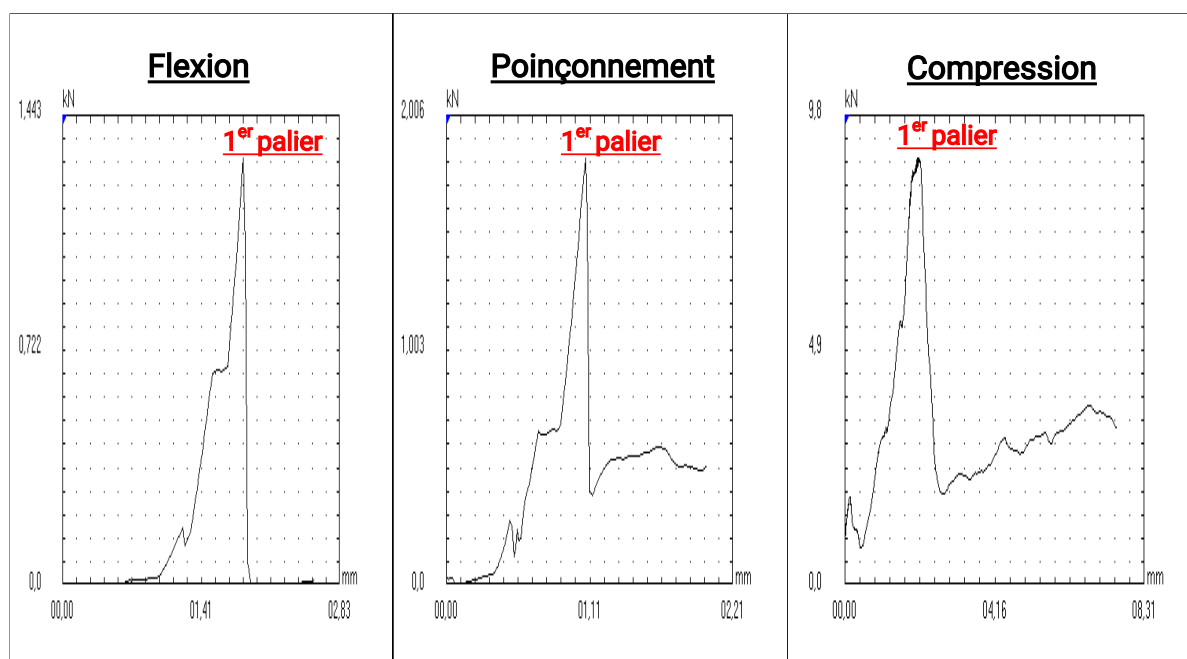 Flexion
kN
1,443
1er palier
0,722
0,0
mm
00,00
01,41
02,83
Poinçonnement
kN
2,006
1er palier
1,003
0,0
mm
00,00
01,11
02,21
Compression
kN
9,8
1er palier
4,9
0,0
mm
00,00
04,16
08,31